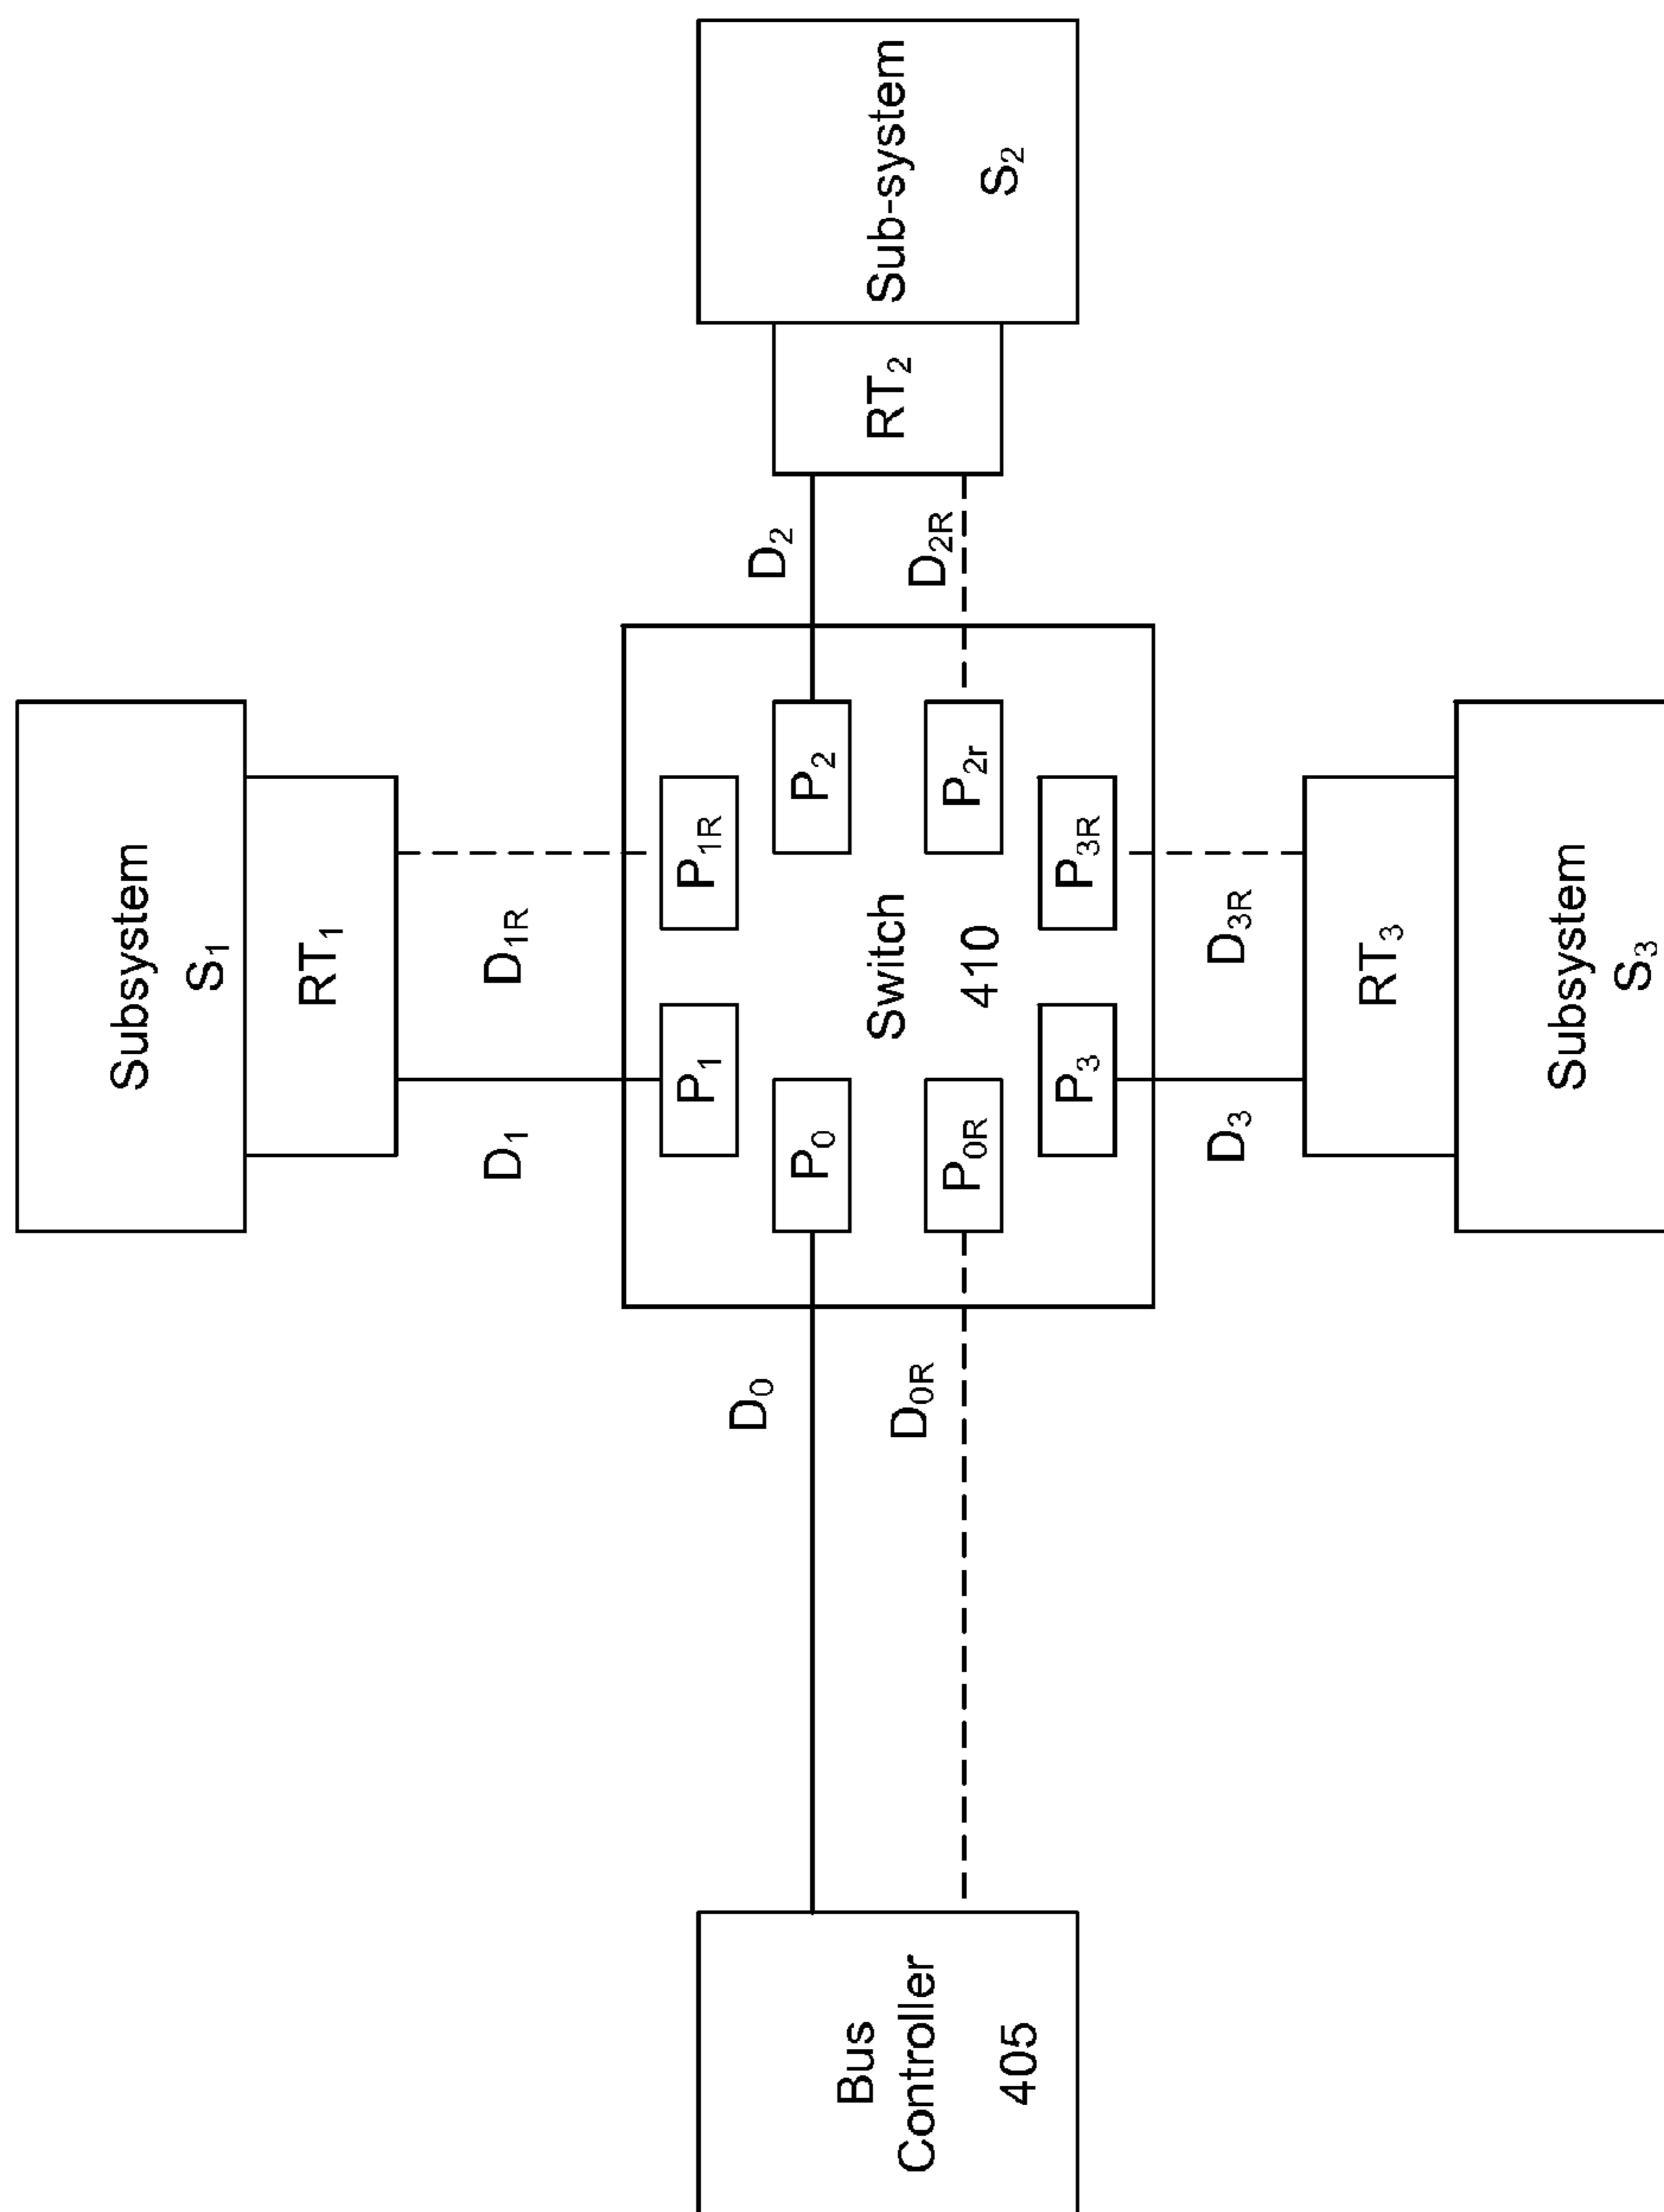 Subsystem
S₁
RT₁
D₁
D₁R
P₁
P₁R
D₀
P₀
P₂
D₂
Bus
Controller
405
Switch
410
RT₂
Sub-system
S₂
D₀R
P₀R
P₂r
D₂R
P₃
P₃R
D₃
D₃R
RT₃
Subsystem
S₃